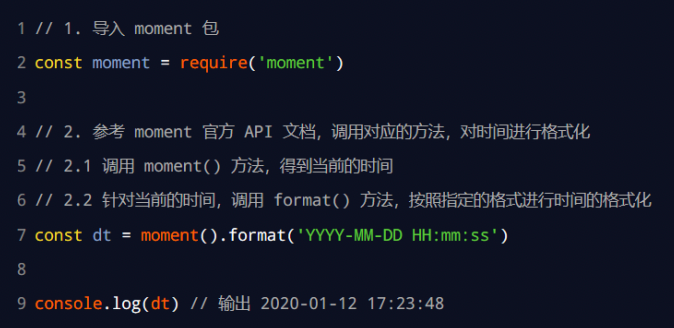 1 // 1. 导入 moment 包
2 const moment = require('moment')
3
4 // 2. 参考 moment 官方 API 文档，调用对应的方法，对时间进行格式化
5 // 2.1 调用 moment() 方法，得到当前的时间
6 // 2.2 针对当前的时间，调用 format() 方法，按照指定的格式进行时间的格式化
7 const dt = moment().format('YYYY-MM-DD HH:mm:ss')
8
9 console.log(dt) // 输出 2020-01-12 17:23:48